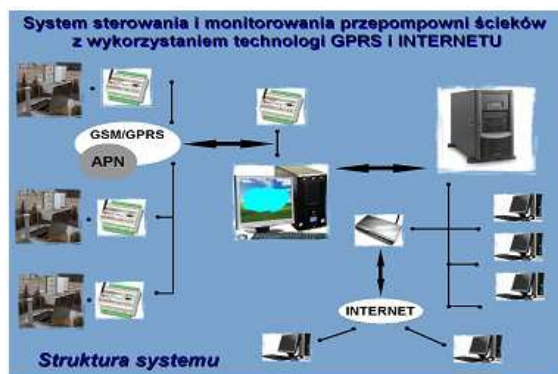 System sterowania i monitorowania przepompowni ścieków
z wykorzystaniem technologi GPRS i INTERNETU
GSM/GPRS
APN
INTERNET
Struktura systemu